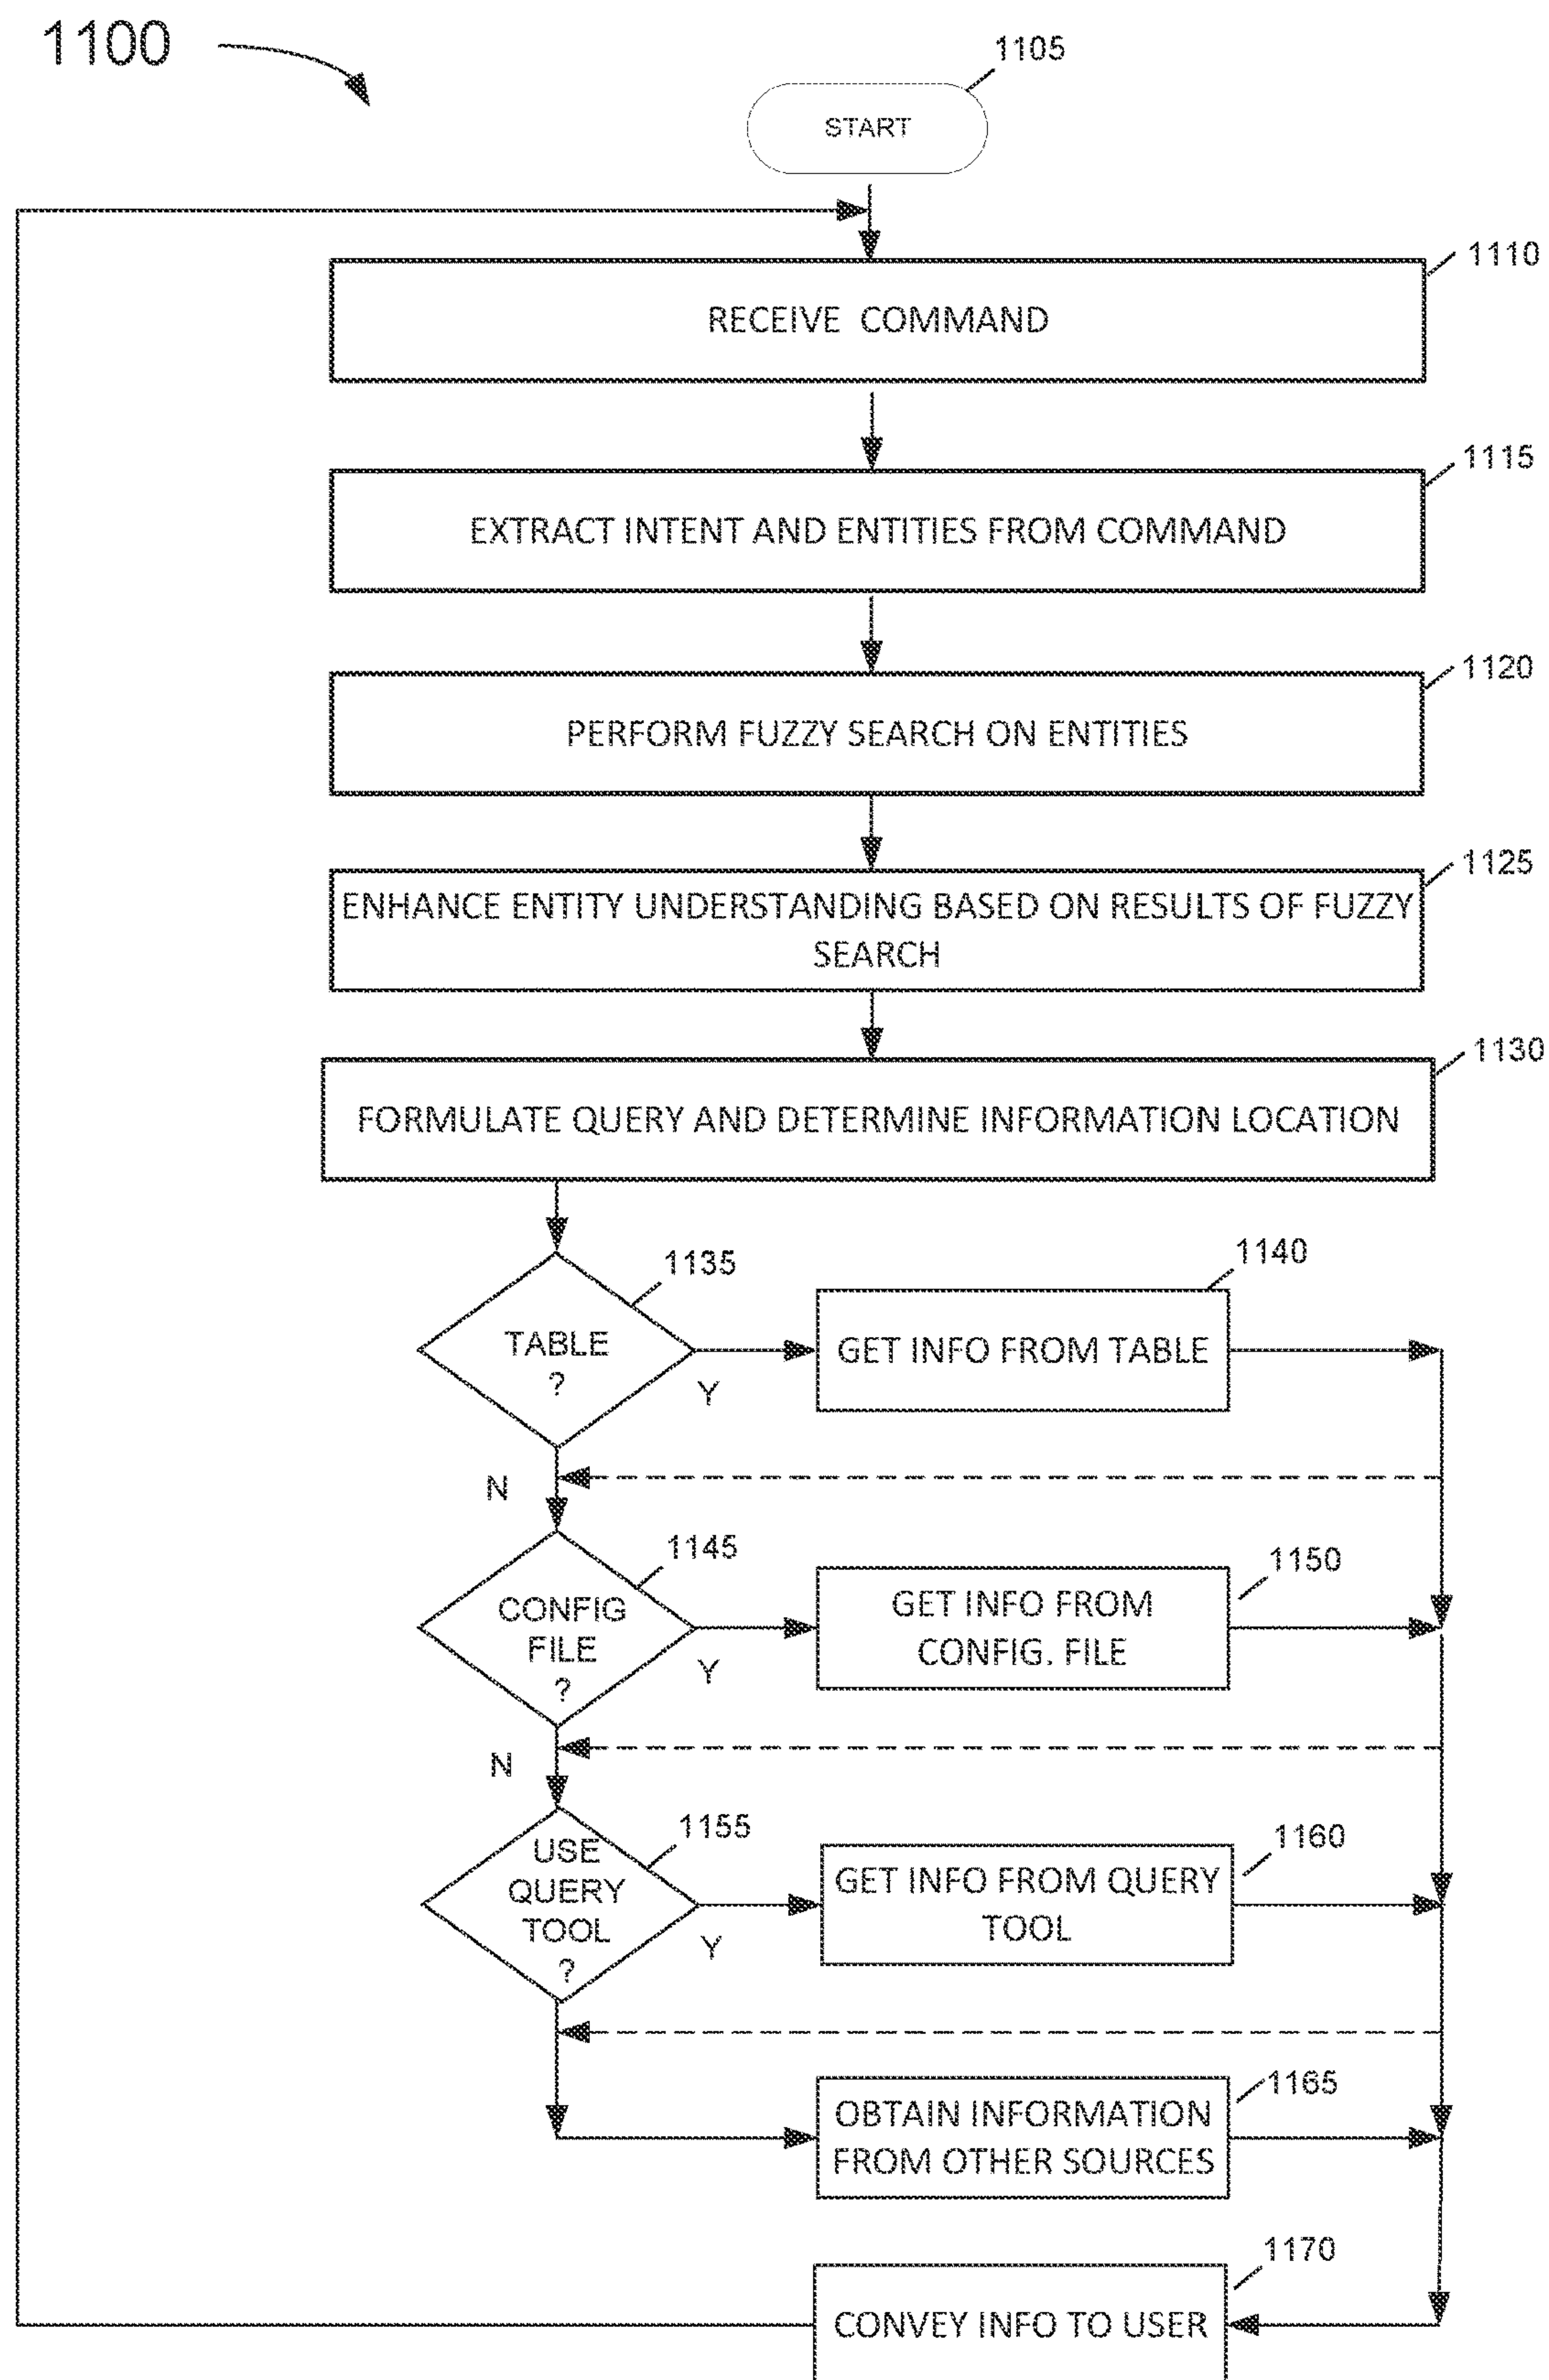 1100
1105
START
1110
RECEIVE COMMAND
1115
EXTRACT INTENT AND ENTITIES FROM COMMAND
1120
PERFORM FUZZY SEARCH ON ENTITIES
1125
ENHANCE ENTITY UNDERSTANDING BASED ON RESULTS OF FUZZY
SEARCH
1130
FORMULATE QUERY AND DETERMINE INFORMATION LOCATION
1135
TABLE
?
Y
N
1140
GET INFO FROM TABLE
1145
CONFIG
FILE
?
Y
N
1150
GET INFO FROM
CONFIG. FILE
1155
USE
QUERY
TOOL
?
Y
1160
GET INFO FROM QUERY
TOOL
1165
OBTAIN INFORMATION
FROM OTHER SOURCES
1170
CONVEY INFO TO USER